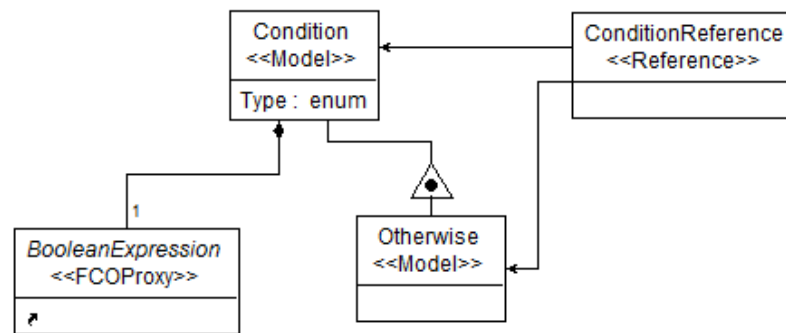 Condition
<<Model>>
Type : enum
ConditionReference
<<Reference>>
1
BooleanExpression
<<FCOProxy>>
Otherwise
<<Model>>